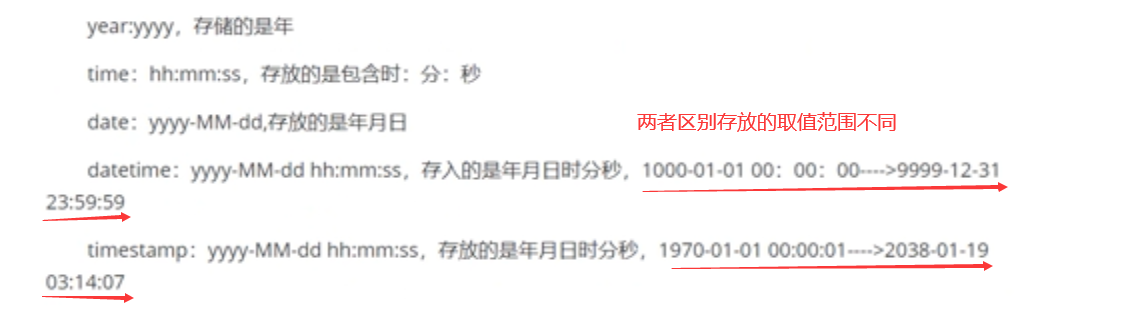 year:yyyy，存储的是年
time：hh:mm:ss，存放的是包含时：分：秒
date：yyyy-MM-dd,存放的是年月日
两者区别存放的取值范围不同
datetime：yyyy-MM-dd hh:mm:ss，存入的是年月日时分秒，1000-01-01 00：00：00---->9999-12-31
23:59:59
timestamp：yyyy-MM-dd hh:mm:ss，存放的是年月日时分秒，1970-01-01 00:00:01---->2038-01-19
03:14:07